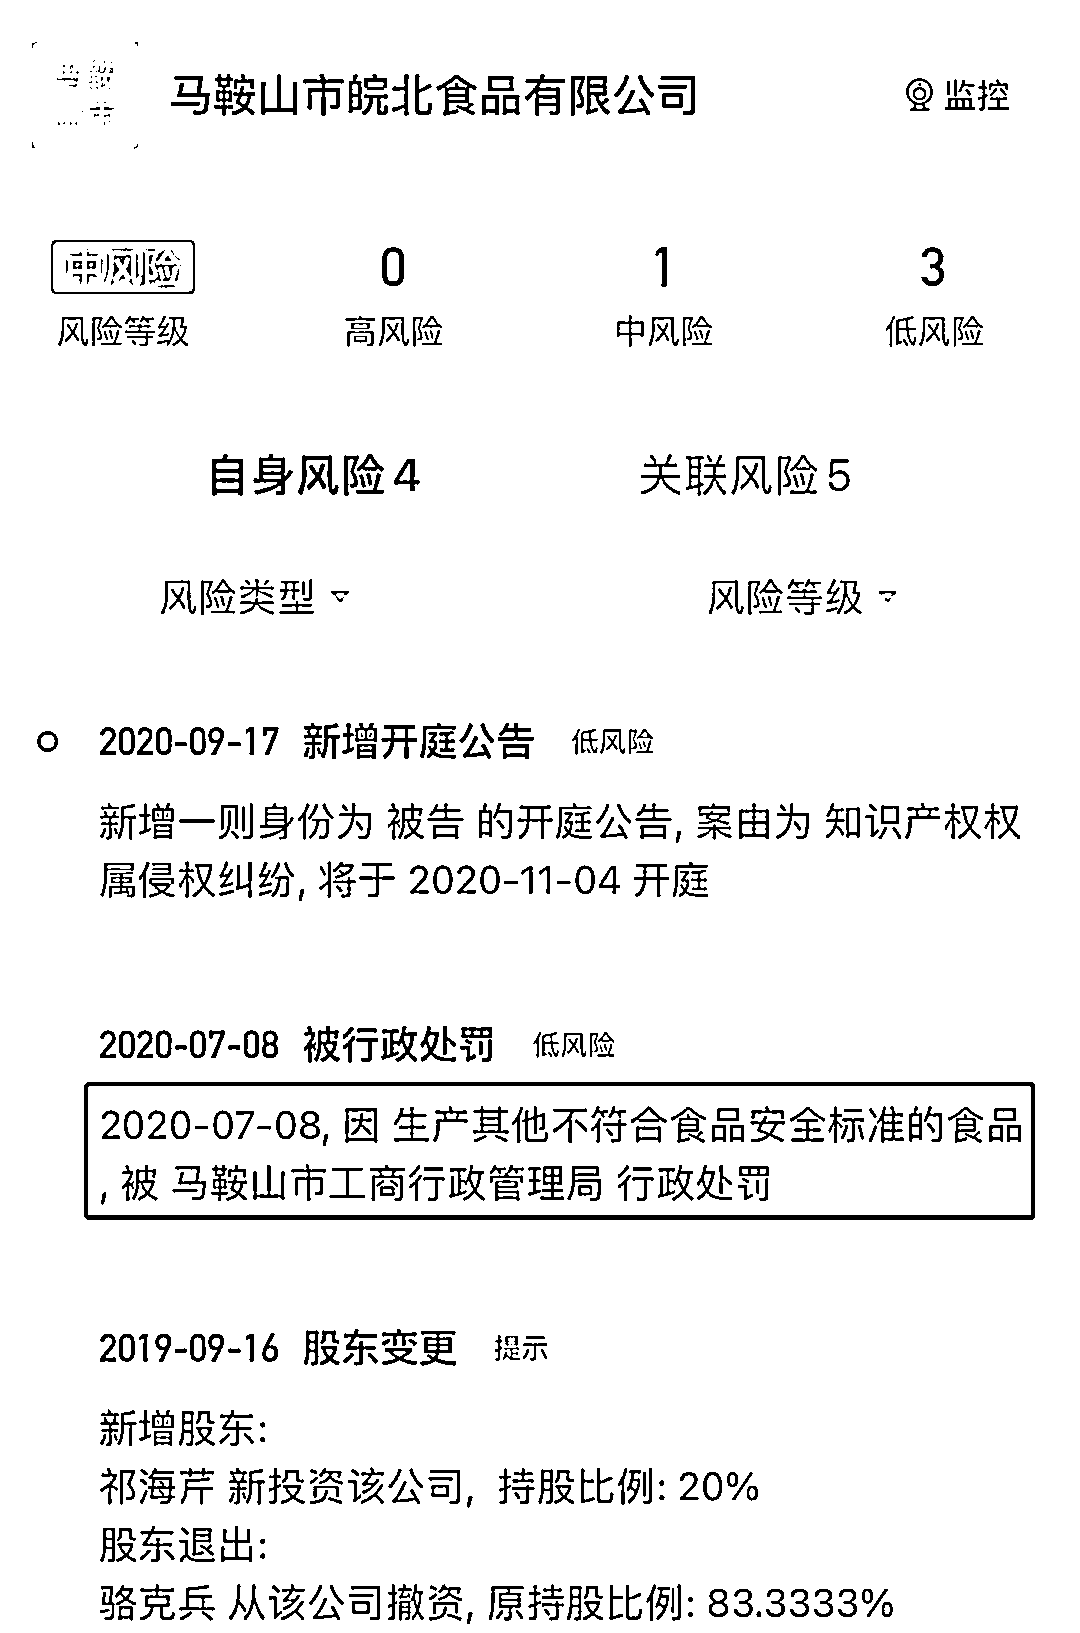 马鞍山市皖北食品有限公司
监控
中风险 0 1 3
风险等级 高风险 中风险 低风险
自身风险 4 关联风险 5
风险类型 风险等级
2020-09-17 新增开庭公告 低风险
新增一则身份为 被告 的开庭公告, 案由为 知识产权权
属侵权纠纷, 将于 2020-11-04 开庭
2020-07-08 被行政处罚 低风险
2020-07-08, 因 生产其他不符合食品安全标准的食品
, 被 马鞍山市工商行政管理局 行政处罚
2019-09-16 股东变更 提示
新增股东:
祁海芹 新投资该公司, 持股比例: 20%
股东退出:
骆克兵 从该公司撤资, 原持股比例: 83.3333%